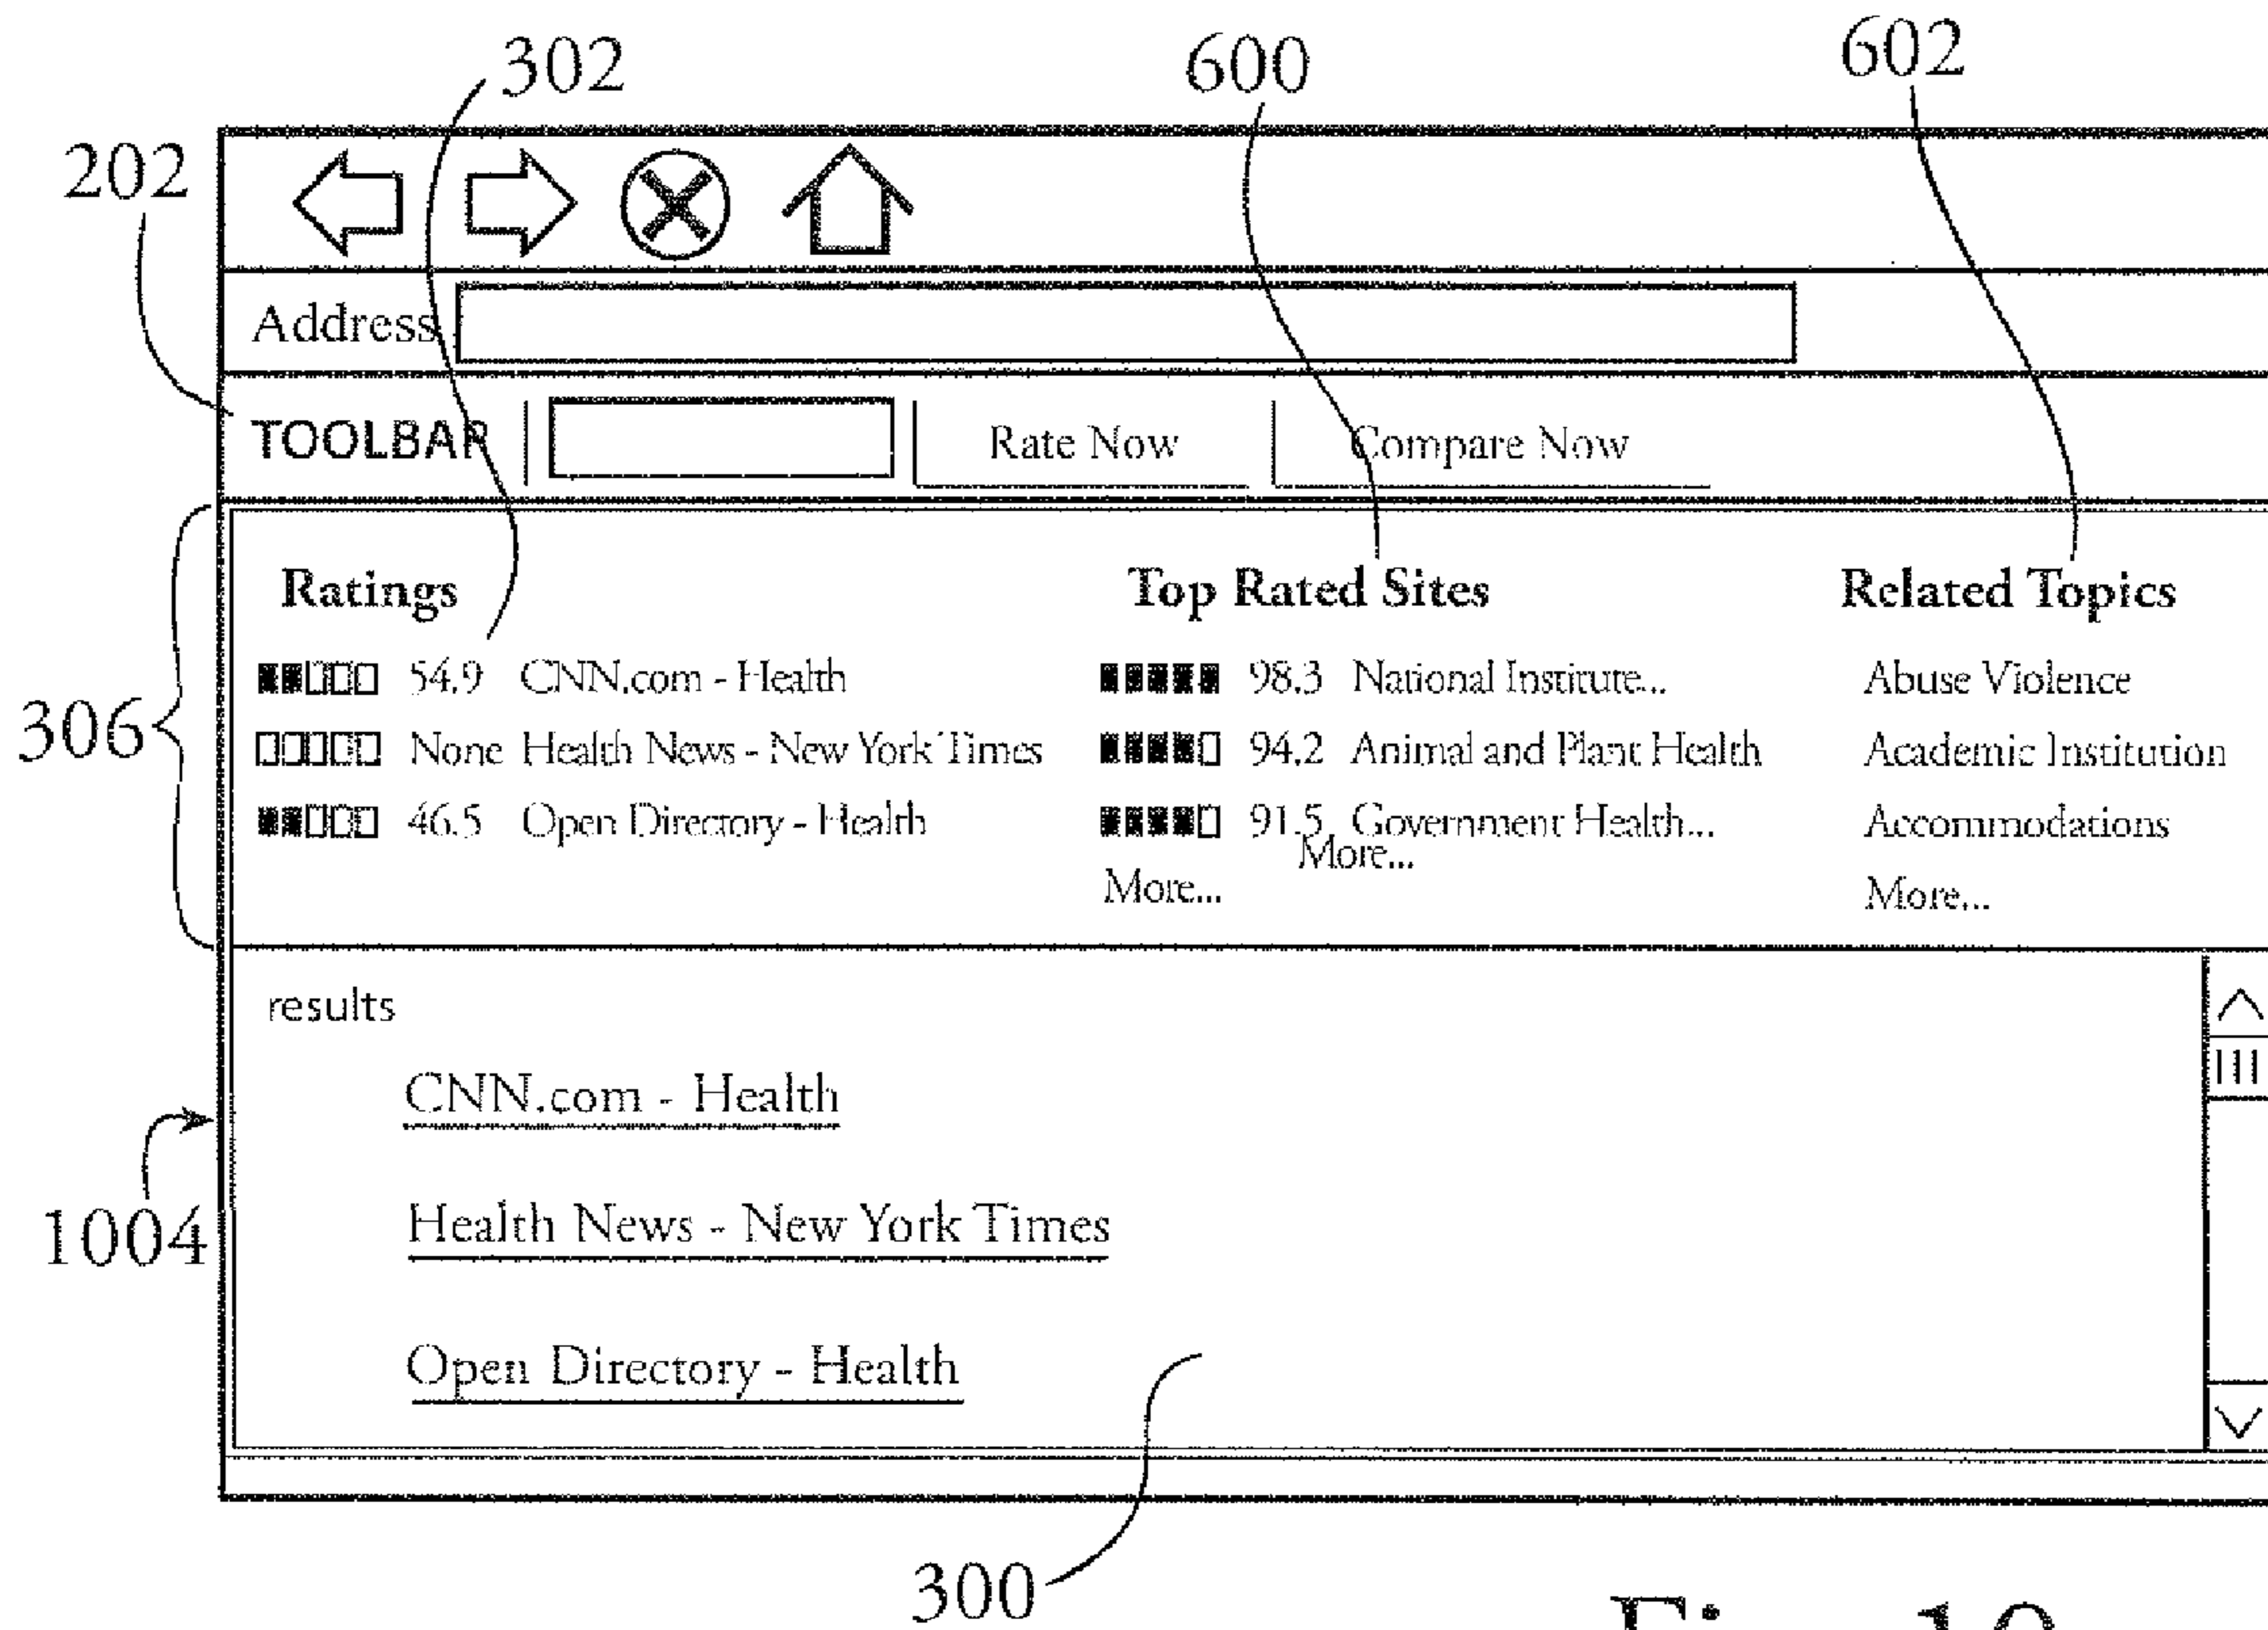 302 600 602
202
Address
TOOLBAR Rate Now Compare Now
Ratings Top Rated Sites Related Topics
54.9 CNN.com - Health 98.3 National Institute... Abuse Violence
306
None Health News - New York Times 94.2 Animal and Plant Health Academic Institution
46.5 Open Directory - Health 91.5 Government Health... Accommodations
More...
More... More...
results
CNN.com - Health
1004
Health News - New York Times
Open Directory - Health
300